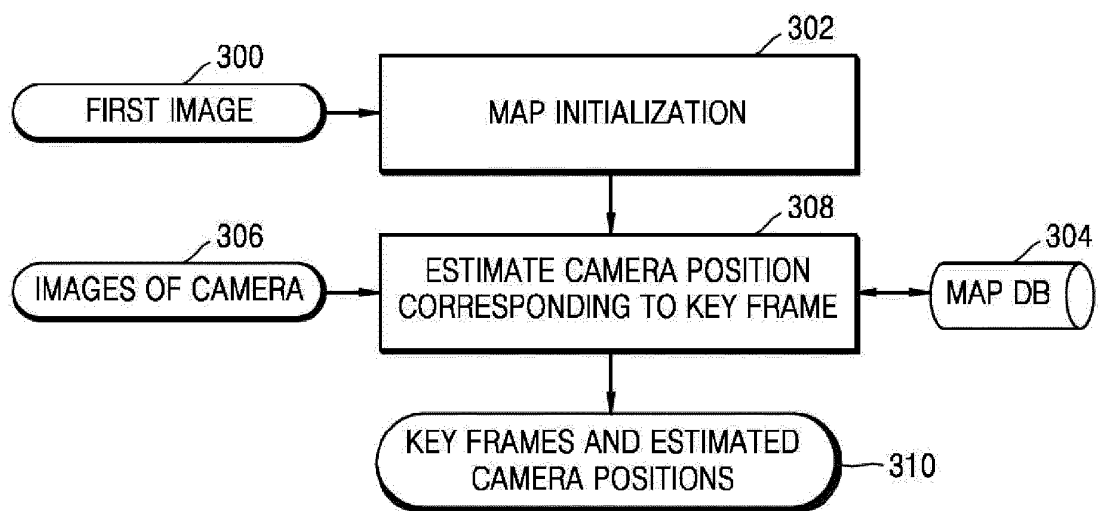 302
300
FIRST IMAGE
MAP INITIALIZATION
308
306
304
IMAGES OF CAMERA
ESTIMATE CAMERA POSITION
CORRESPONDING TO KEY FRAME
MAP DB
KEY FRAMES AND ESTIMATED
CAMERA POSITIONS
310